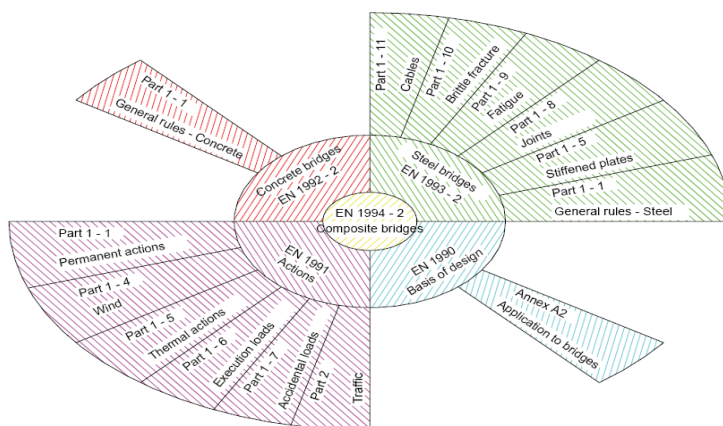 Part 1 - 11
Cables
Part 1 - 10
Brittle fracture
Part 1 - 9
Fatigue
Part 1 - 8
Joints
Part 1 - 5
Stiffened plates
Part 1 - 1
General rules - Steel
Part 1 - 1
General rules - Concrete
Concrete bridges
EN 1992 - 2
Steel bridges
EN 1993 - 2
EN 1994 - 2
Composite bridges
EN 1991
Actions
EN 1990
Basis of design
Part 1 - 1
Permanent actions
Part 1 - 4
Wind
Part 1 - 5
Thermal actions
Part 1 - 6
Execution loads
Part 1 - 7
Accidental loads
Part 2
Traffic
Annex A2
Application to bridges